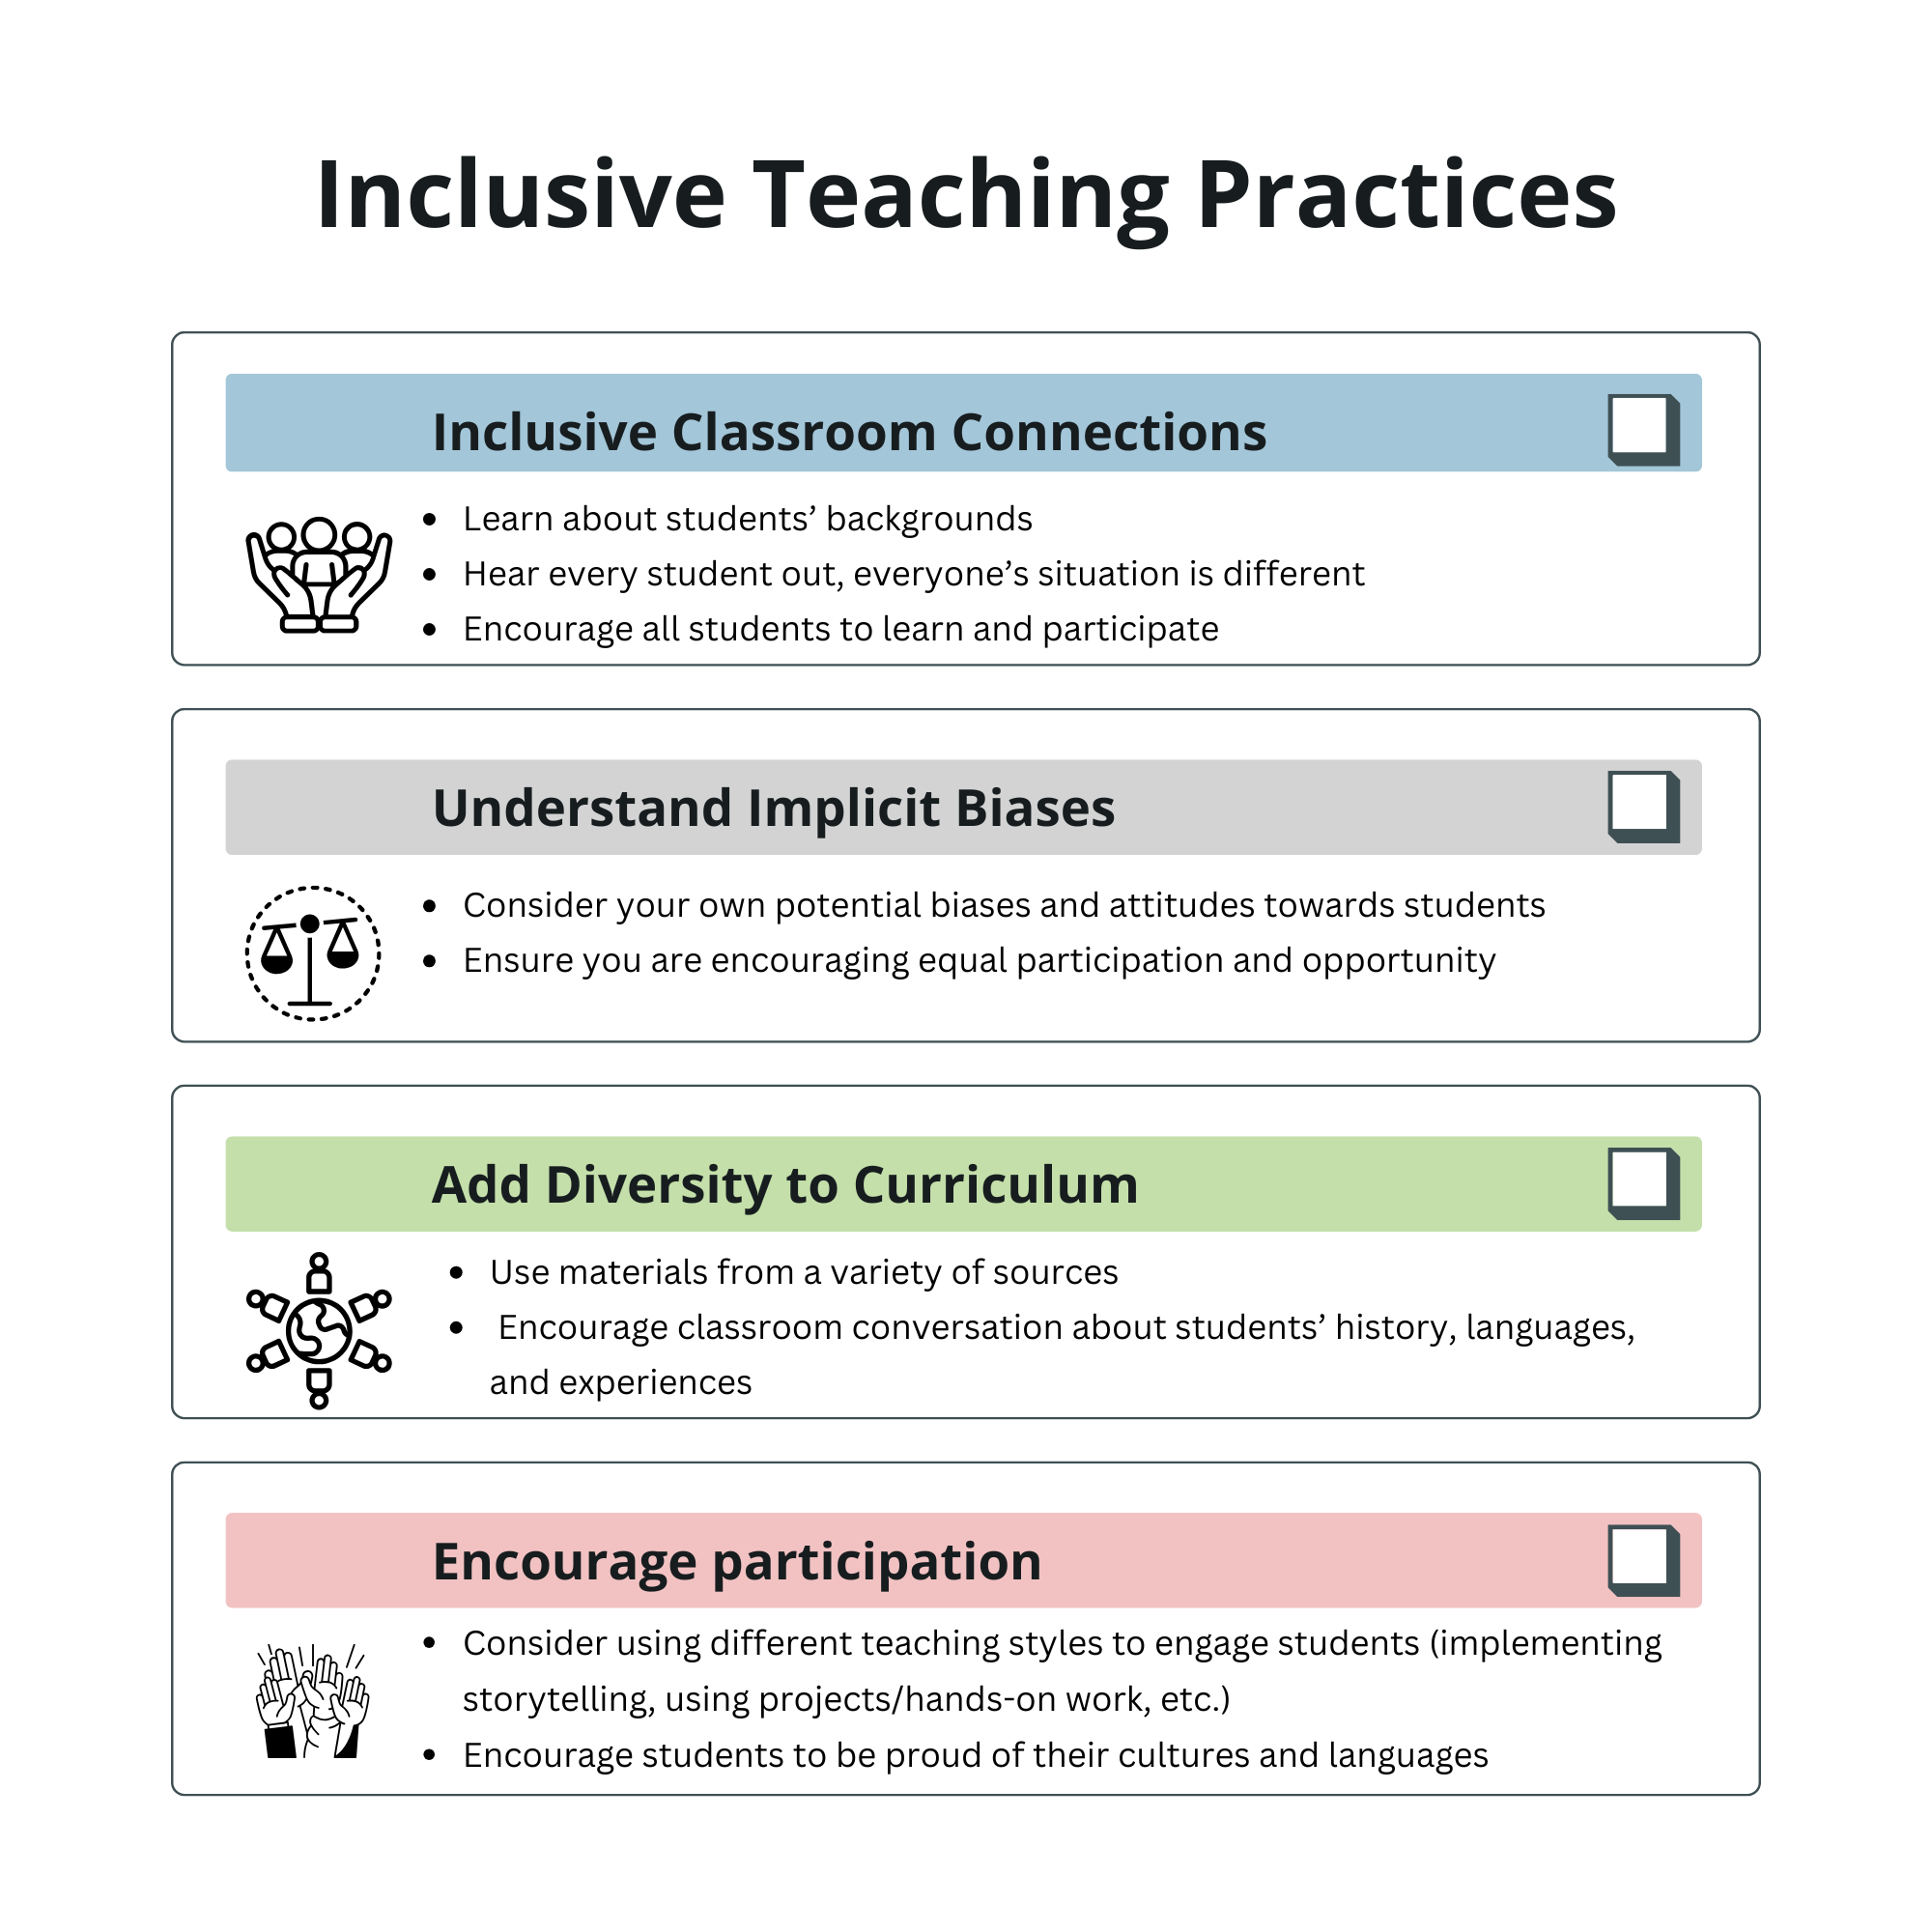 Inclusive Teaching Practices
Inclusive Classroom Connections
• Learn about students’ backgrounds
• Hear every student out, everyone’s situation is different
• Encourage all students to learn and participate
Understand Implicit Biases
• Consider your own potential biases and attitudes towards students
• Ensure you are encouraging equal participation and opportunity
Add Diversity to Curriculum
• Use materials from a variety of sources
• Encourage classroom conversation about students’ history, languages,
and experiences
Encourage participation
• Consider using different teaching styles to engage students (implementing
storytelling, using projects/hands-on work, etc.)
• Encourage students to be proud of their cultures and languages